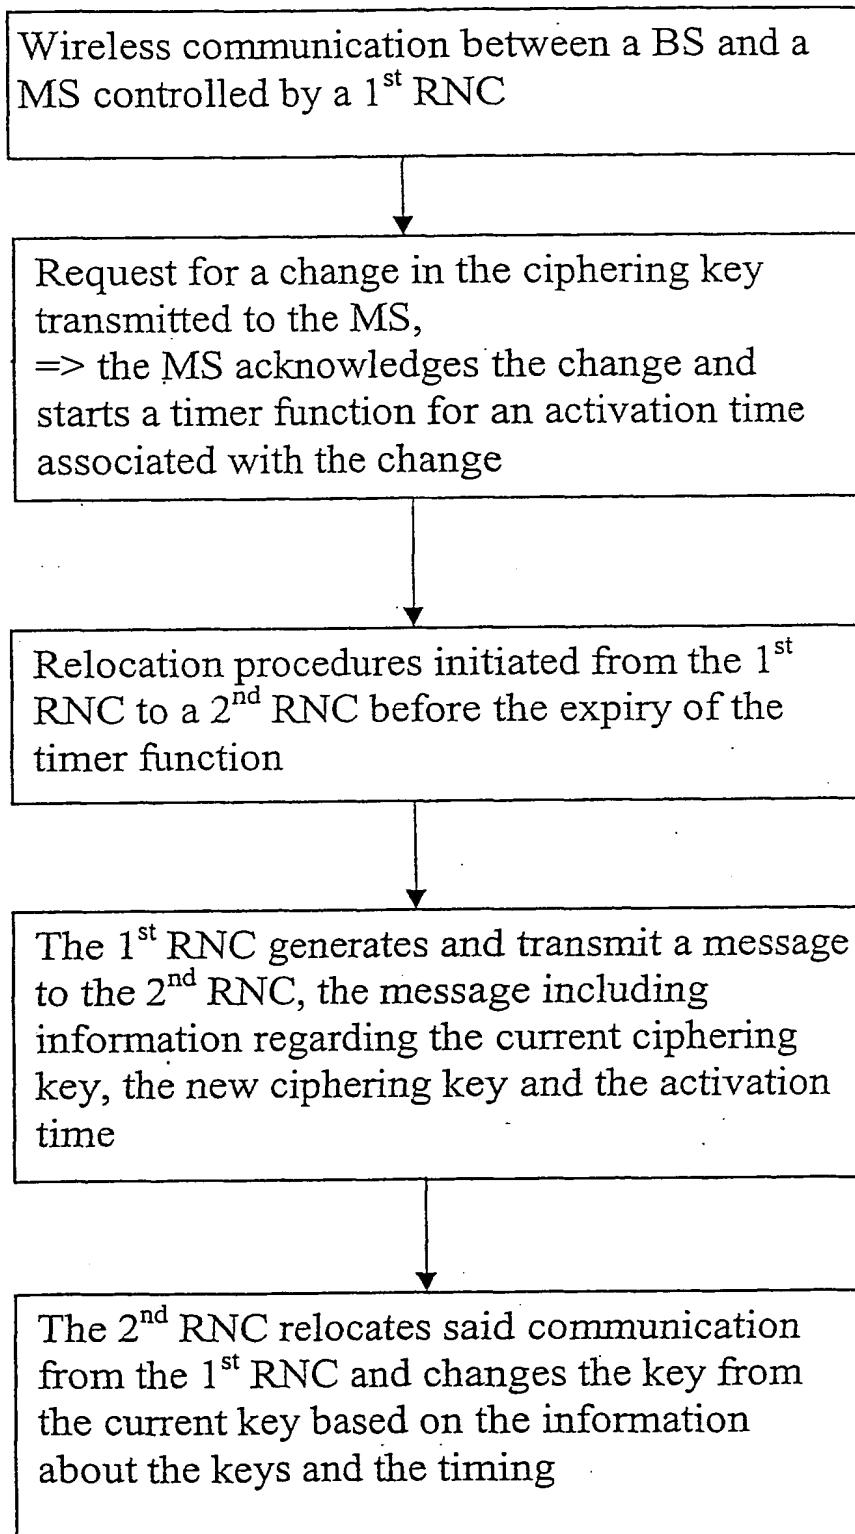 Wireless communication between a BS and a
MS controlled by a 1st RNC
Request for a change in the ciphering key
transmitted to the MS,
=> the MS acknowledges the change and
starts a timer function for an activation time
associated with the change
Relocation procedures initiated from the 1st
RNC to a 2nd RNC before the expiry of the
timer function
The 1st RNC generates and transmit a message
to the 2nd RNC, the message including
information regarding the current ciphering
key, the new ciphering key and the activation
time
The 2nd RNC relocates said communication
from the 1st RNC and changes the key from
the current key based on the information
about the keys and the timing